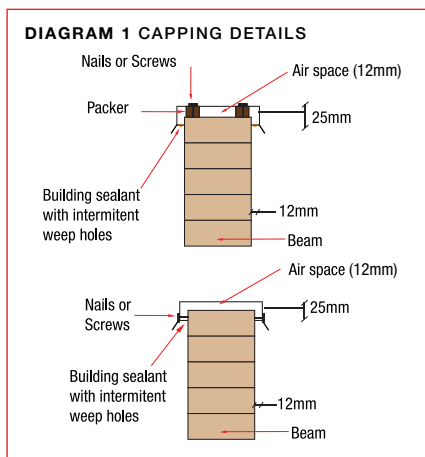 DIAGRAM 1 CAPPING DETAILS
Nails or Screws
Air space (12mm)
Packer
25mm
Building sealant
with intermitent
weep holes
12mm
Beam
Air space (12mm)
Nails or
Screws
25mm
Building sealant
with intermitent
weep holes
12mm
Beam